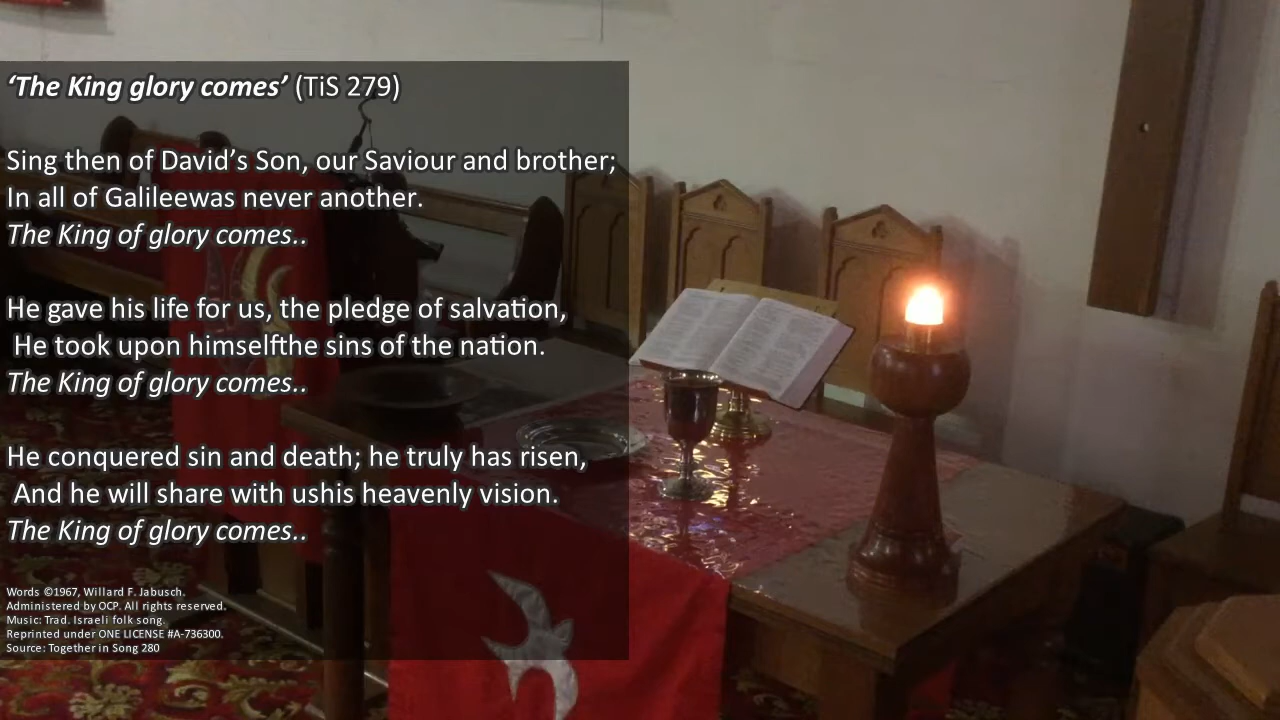 ‘The King glory comes’ (TiS 279)
Sing then of David’s Son, our Saviour and brother;
In all of Galileewas never another.
The King of glory comes..
He gave his life for us, the pledge of salvation,
He took upon himselfthe sins of the nation.
The King of glory comes..
He conquered sin and death; he truly has risen,
And he will share with ushis heavenly vision.
The King of glory comes..
Words ©1967, Willard F. Jabusch.
Administered by OCP. All rights reserved.
Music: Trad. Israeli folk song.
Reprinted under ONE LICENSE #A-736300.
Source: Together in Song 280